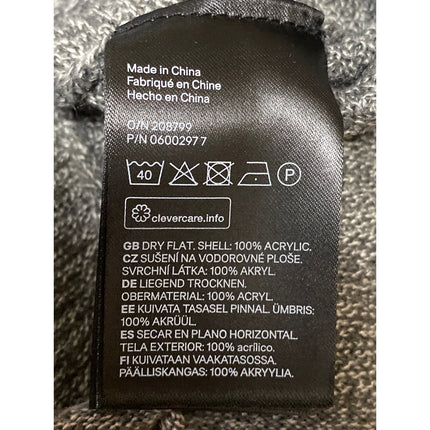 Made in China
Fabriqué en Chine
Hecho en China
O/N 208799
P/N 06002977
40
P
clevercare.info
GB DRY FLAT. SHELL: 100% ACRYLIC.
CZ SUŠENÍ NA VODOROVNÉ PLOŠE.
SVRCHNÍ LÁTKA: 100% AKRYL.
DE LIEGEND TROCKNEN.
OBERMATERIAL: 100% ACRYL.
EE KUIVATA TASASEL PINNAL. ÜMBRIS:
100% AKRÜÜL.
ES SECAR EN PLANO HORIZONTAL.
TELA EXTERIOR: 100% acrílico.
FI KUIVATAAN VAAKATASOSSA.
PÄÄLLISKANGAS: 100% AKRYYLIA.